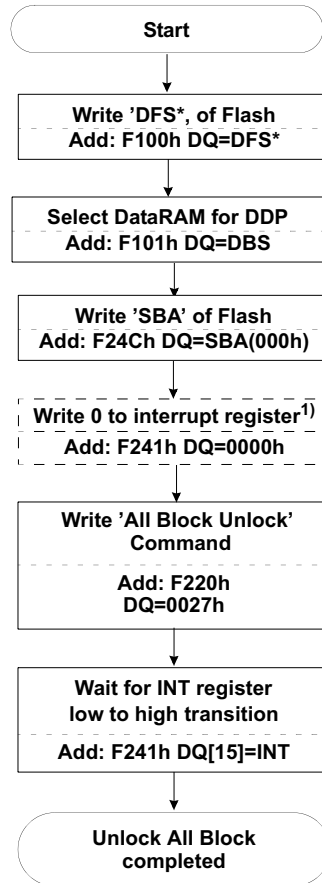 Start
Write ’DFS*, of Flash
Add: F100h DQ=DFS*
Select DataRAM for DDP
Add: F101h DQ=DBS
Write ’SBA’ of Flash
Add: F24Ch DQ=SBA(000h)
Write 0 to interrupt register1)
Add: F241h DQ=0000h
Write ’All Block Unlock’
Command
Add: F220h
DQ=0027h
Wait for INT register
low to high transition
Add: F241h DQ[15]=INT
Unlock All Block
completed